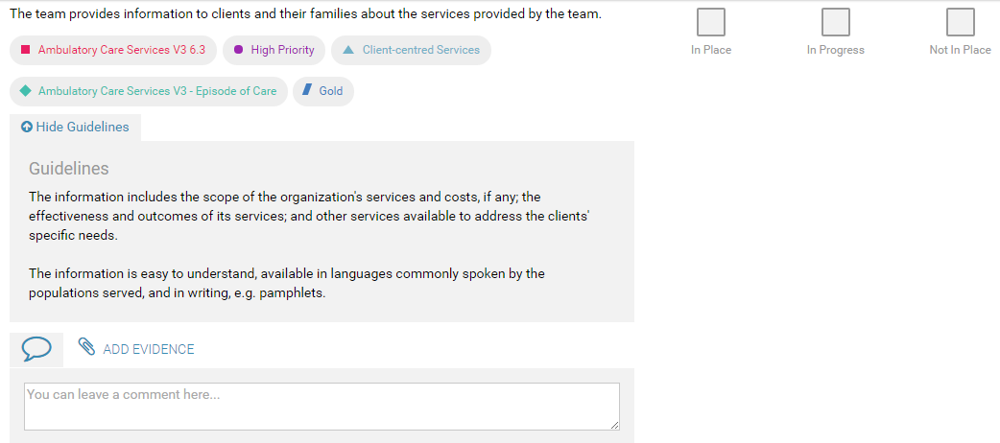 The team provides information to clients and their families about the services provided by the team.
In Place
In Progress
Not In Place
Ambulatory Care Services V3 6.3
High Priority
Client-centred Services
Ambulatory Care Services V3 - Episode of Care
Gold
Hide Guidelines
Guidelines
The information includes the scope of the organization's services and costs, if any; the
effectiveness and outcomes of its services; and other services available to address the clients'
specific needs.
The information is easy to understand, available in languages commonly spoken by the
populations served, and in writing, e.g. pamphlets.
ADD EVIDENCE
You can leave a comment here...